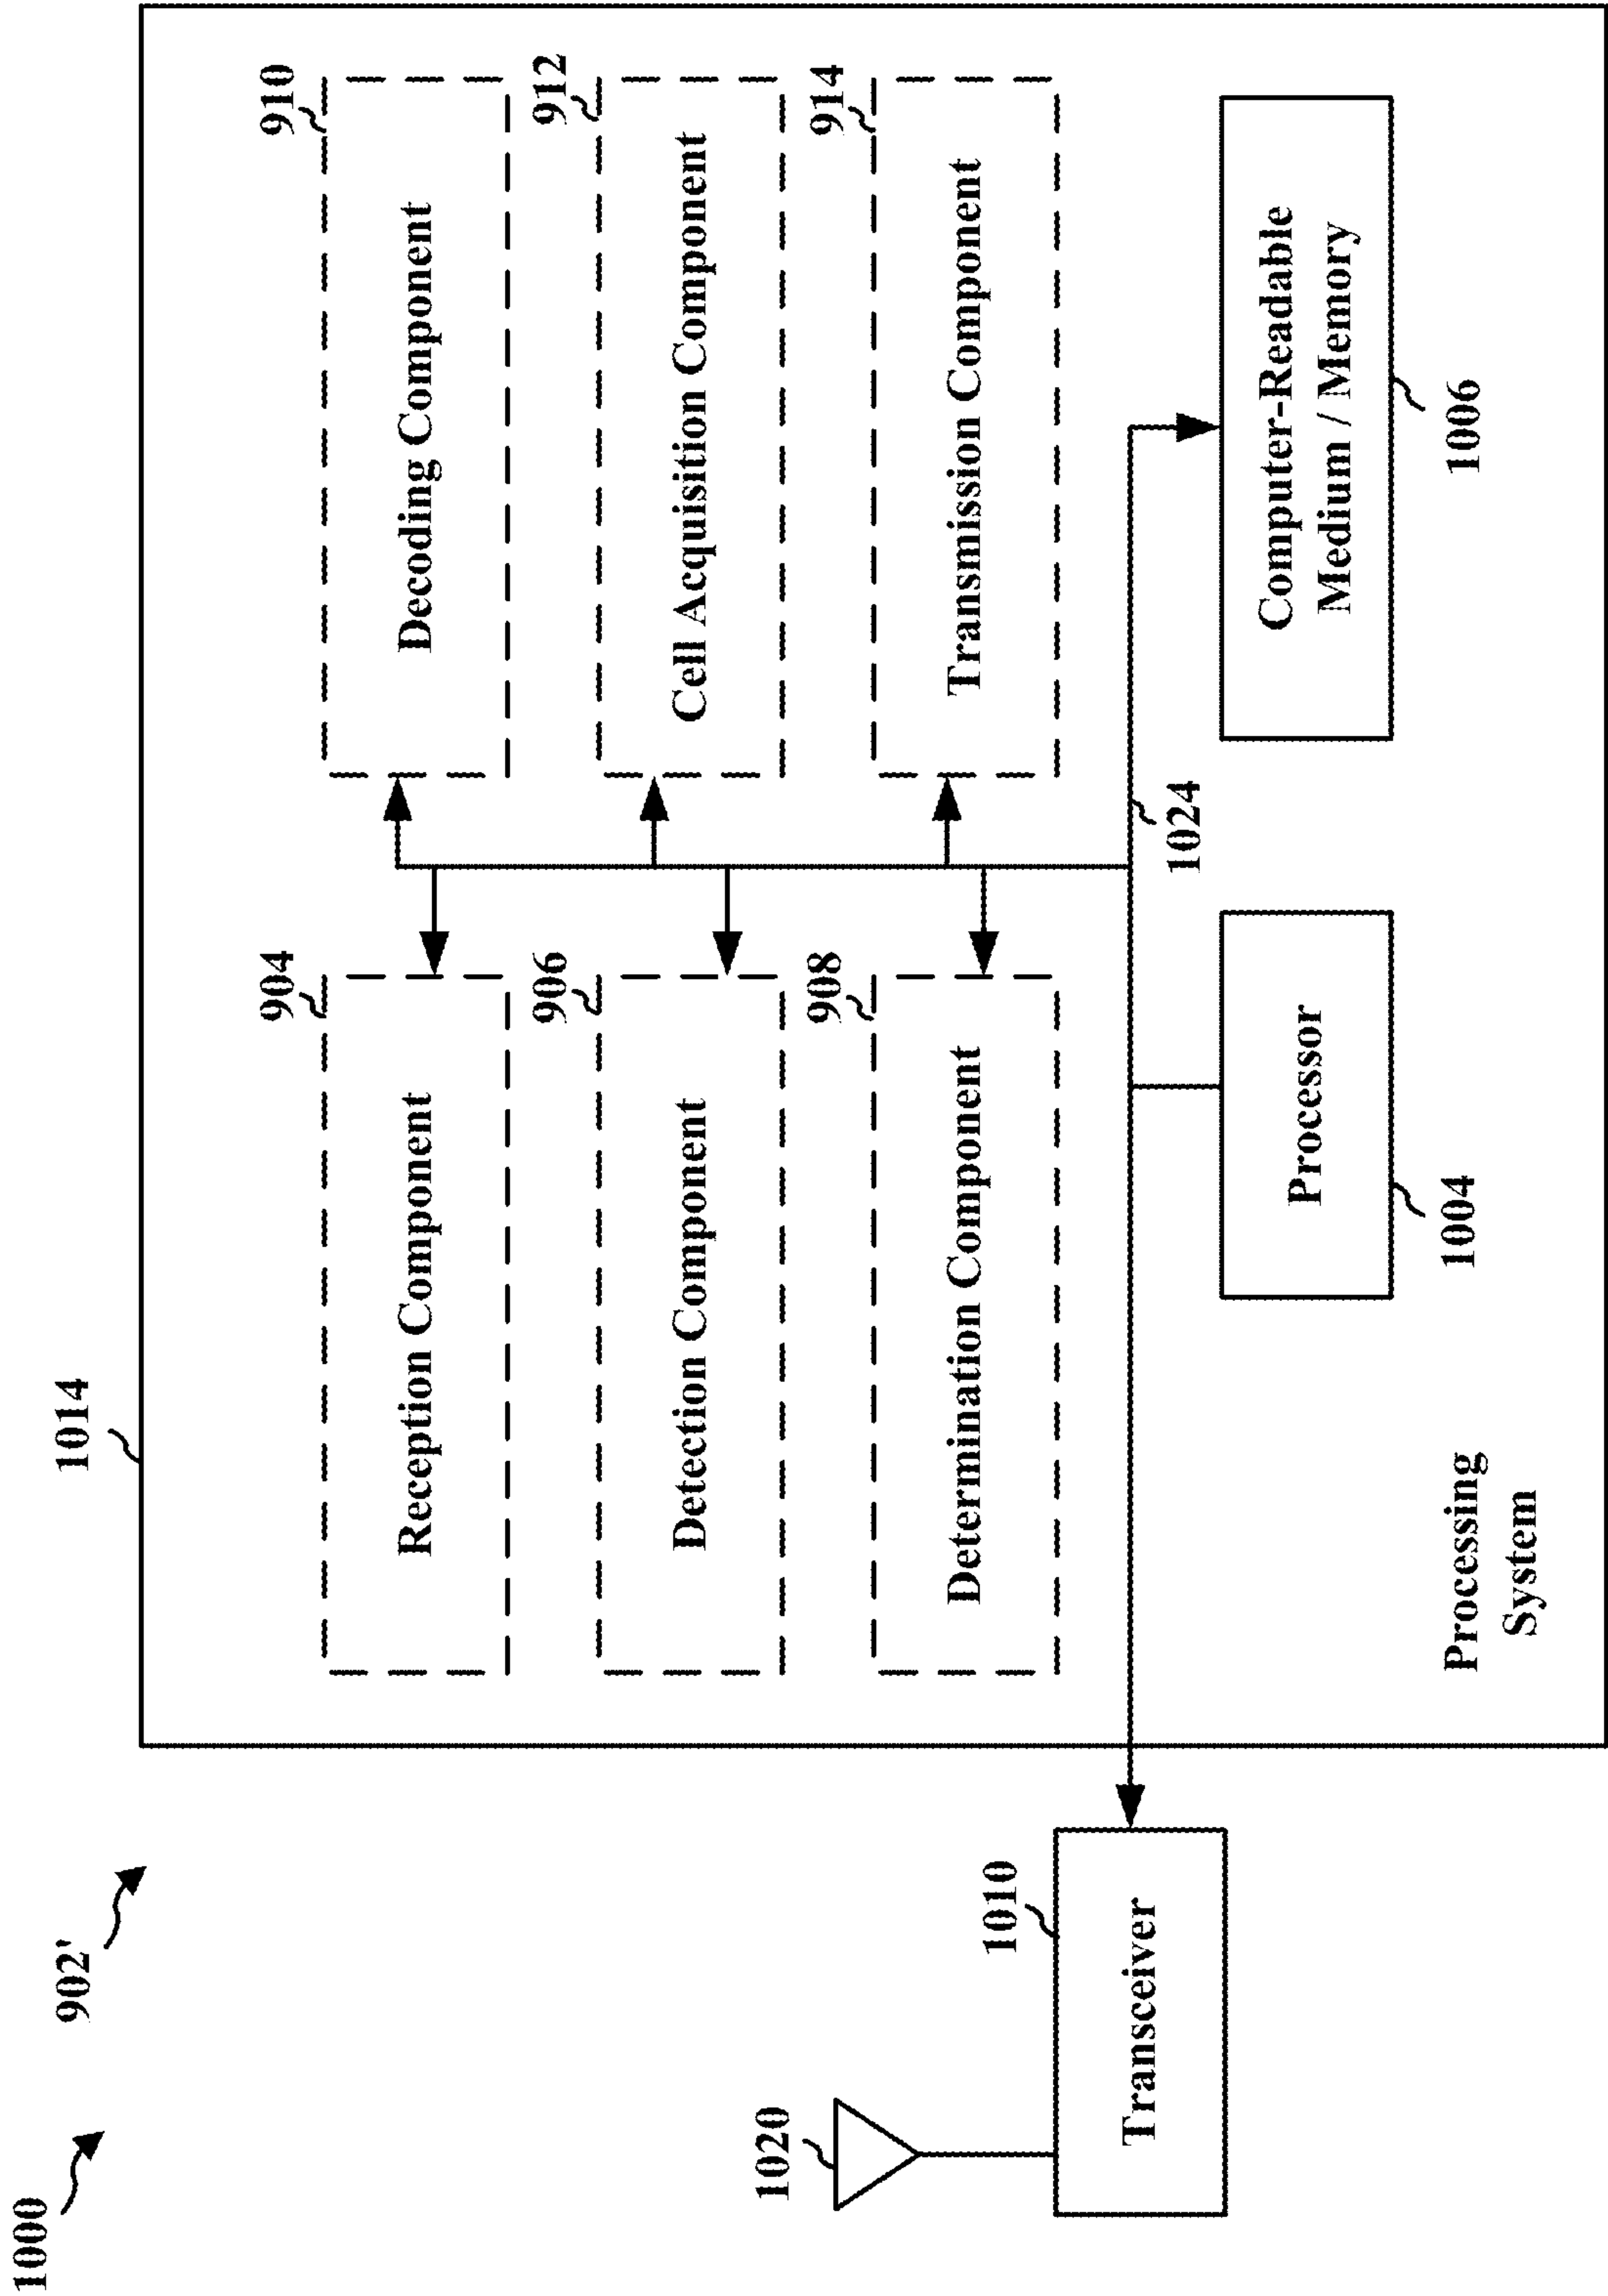 1000
902'
1014
904
Reception Component
910
Decoding Component
906
Detection Component
912
Cell Acquisition Component
908
Determination Component
914
Transmission Component
1020
1010
Transceiver
1024
Processor
1004
Computer-Readable
Medium / Memory
1006
Processing
System